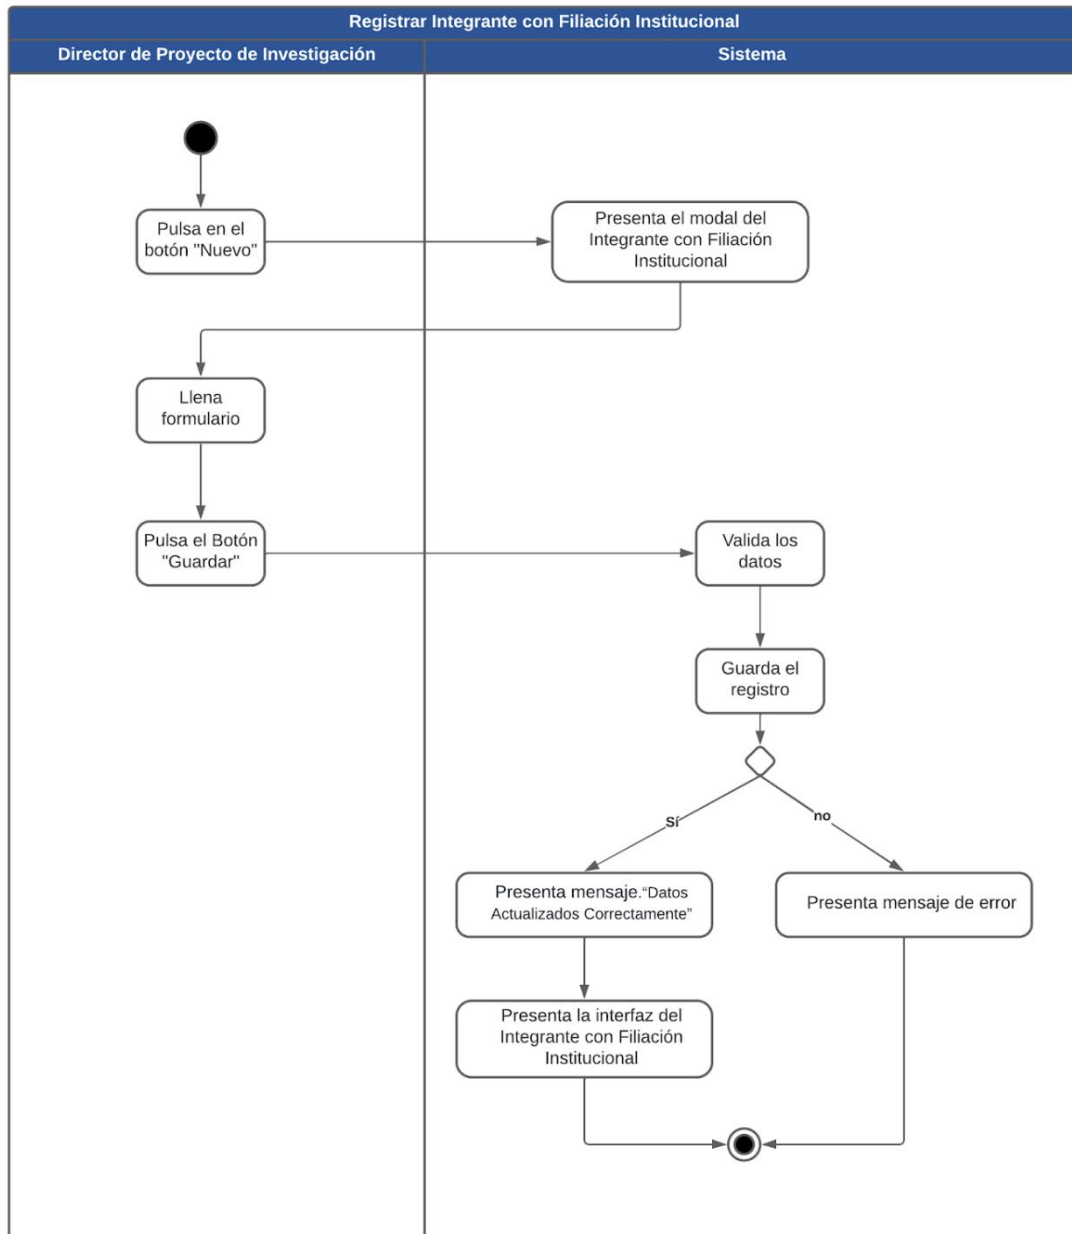 Registrar Integrante con Filiación Institucional
Director de Proyecto de Investigación
Sistema
Pulsa en el
botón "Nuevo"
Presenta el modal del
Integrante con Filiación
Institucional
Llena
formulario
Pulsa el Botón
"Guardar"
Valida los
datos
Guarda el
registro
Sí
no
Presenta mensaje.“Datos
Actualizados Correctamente”
Presenta mensaje de error
Presenta la interfaz del
Integrante con Filiación
Institucional